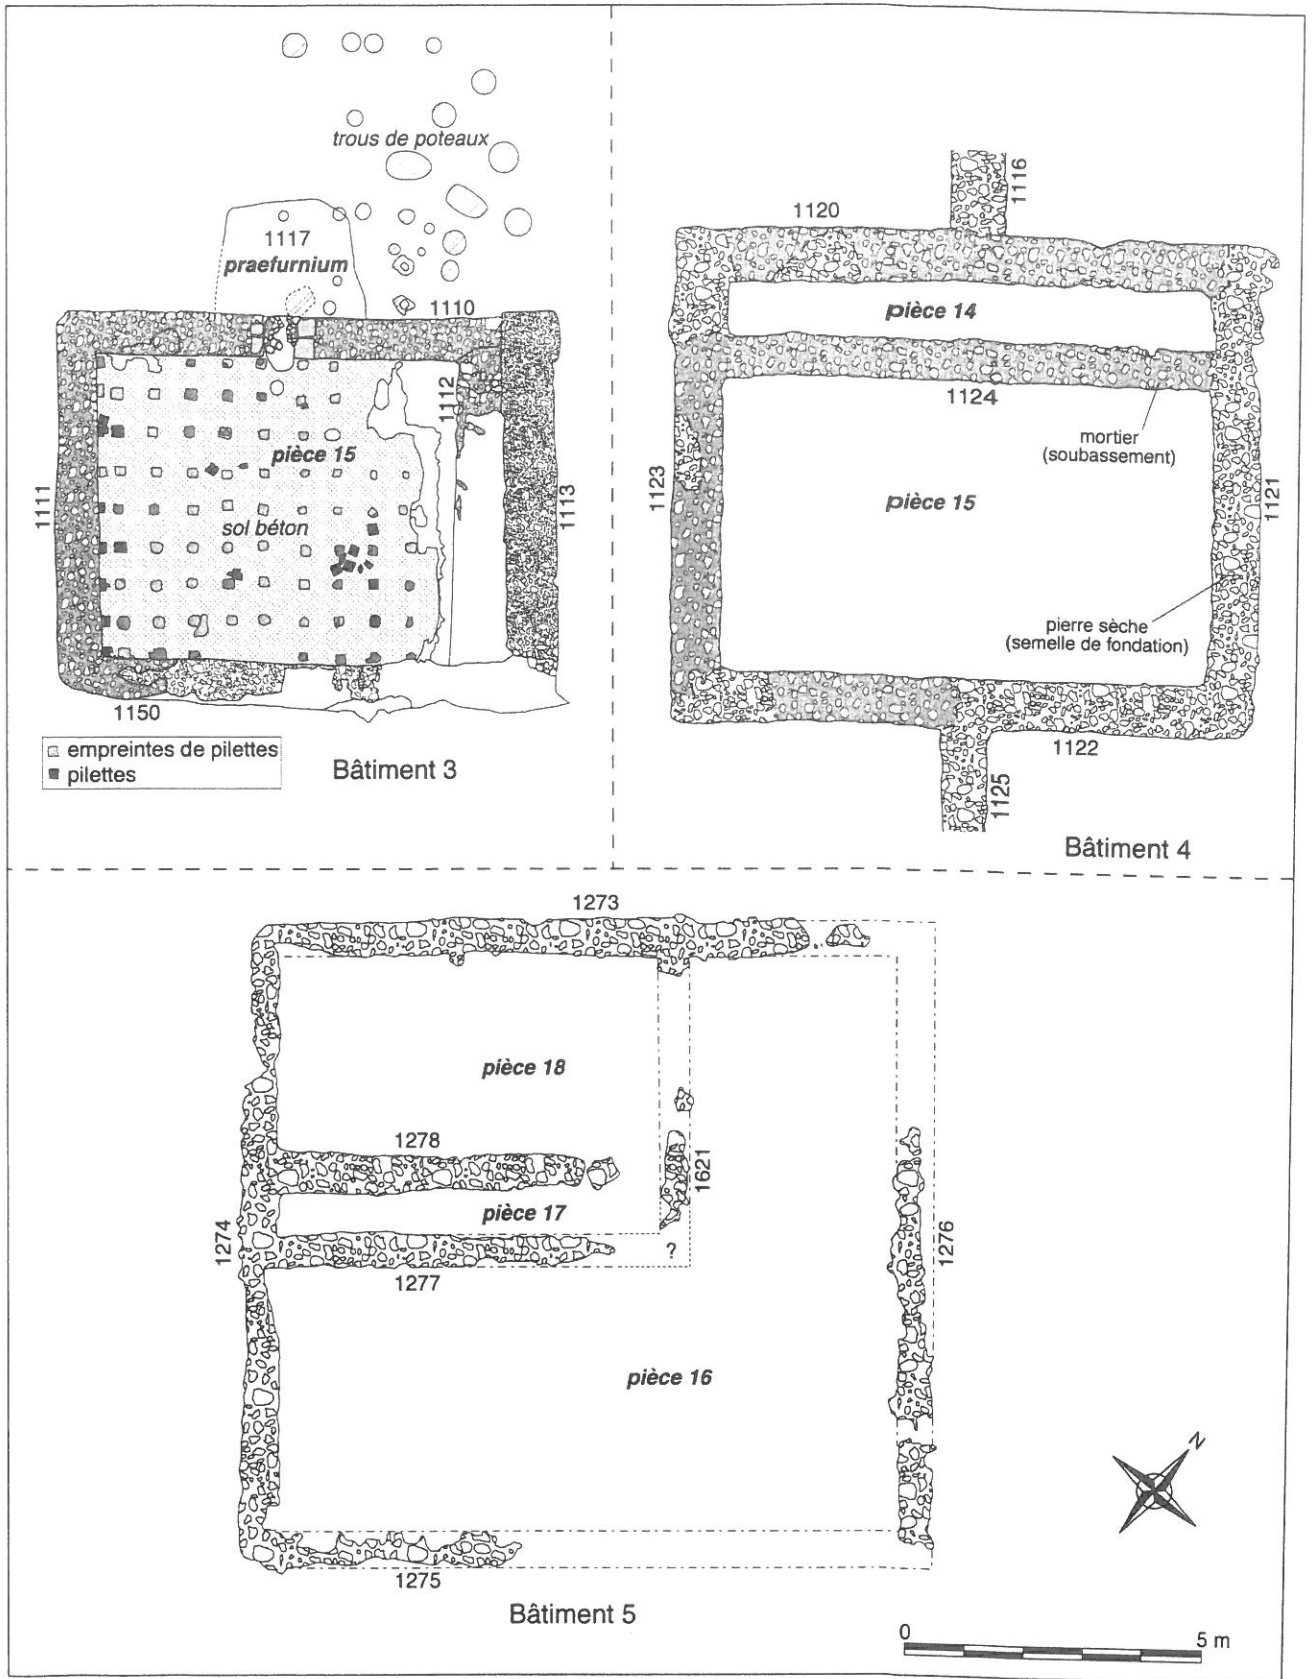 trous de poteaux
1117
praefurnium
1110
1112
pièce 15
sol béton
1111
1113
1150
empreintes de pilettes
pilettes
Bâtiment 3
1116
1120
pièce 14
1124
mortier
(soubassement)
1123
pièce 15
1121
pierre sèche
(semelle de fondation)
1122
1125
Bâtiment 4
1273
pièce 18
1278
1621
pièce 17
1274
?
1277
1276
pièce 16
N
1275
Bâtiment 5
0 5 m